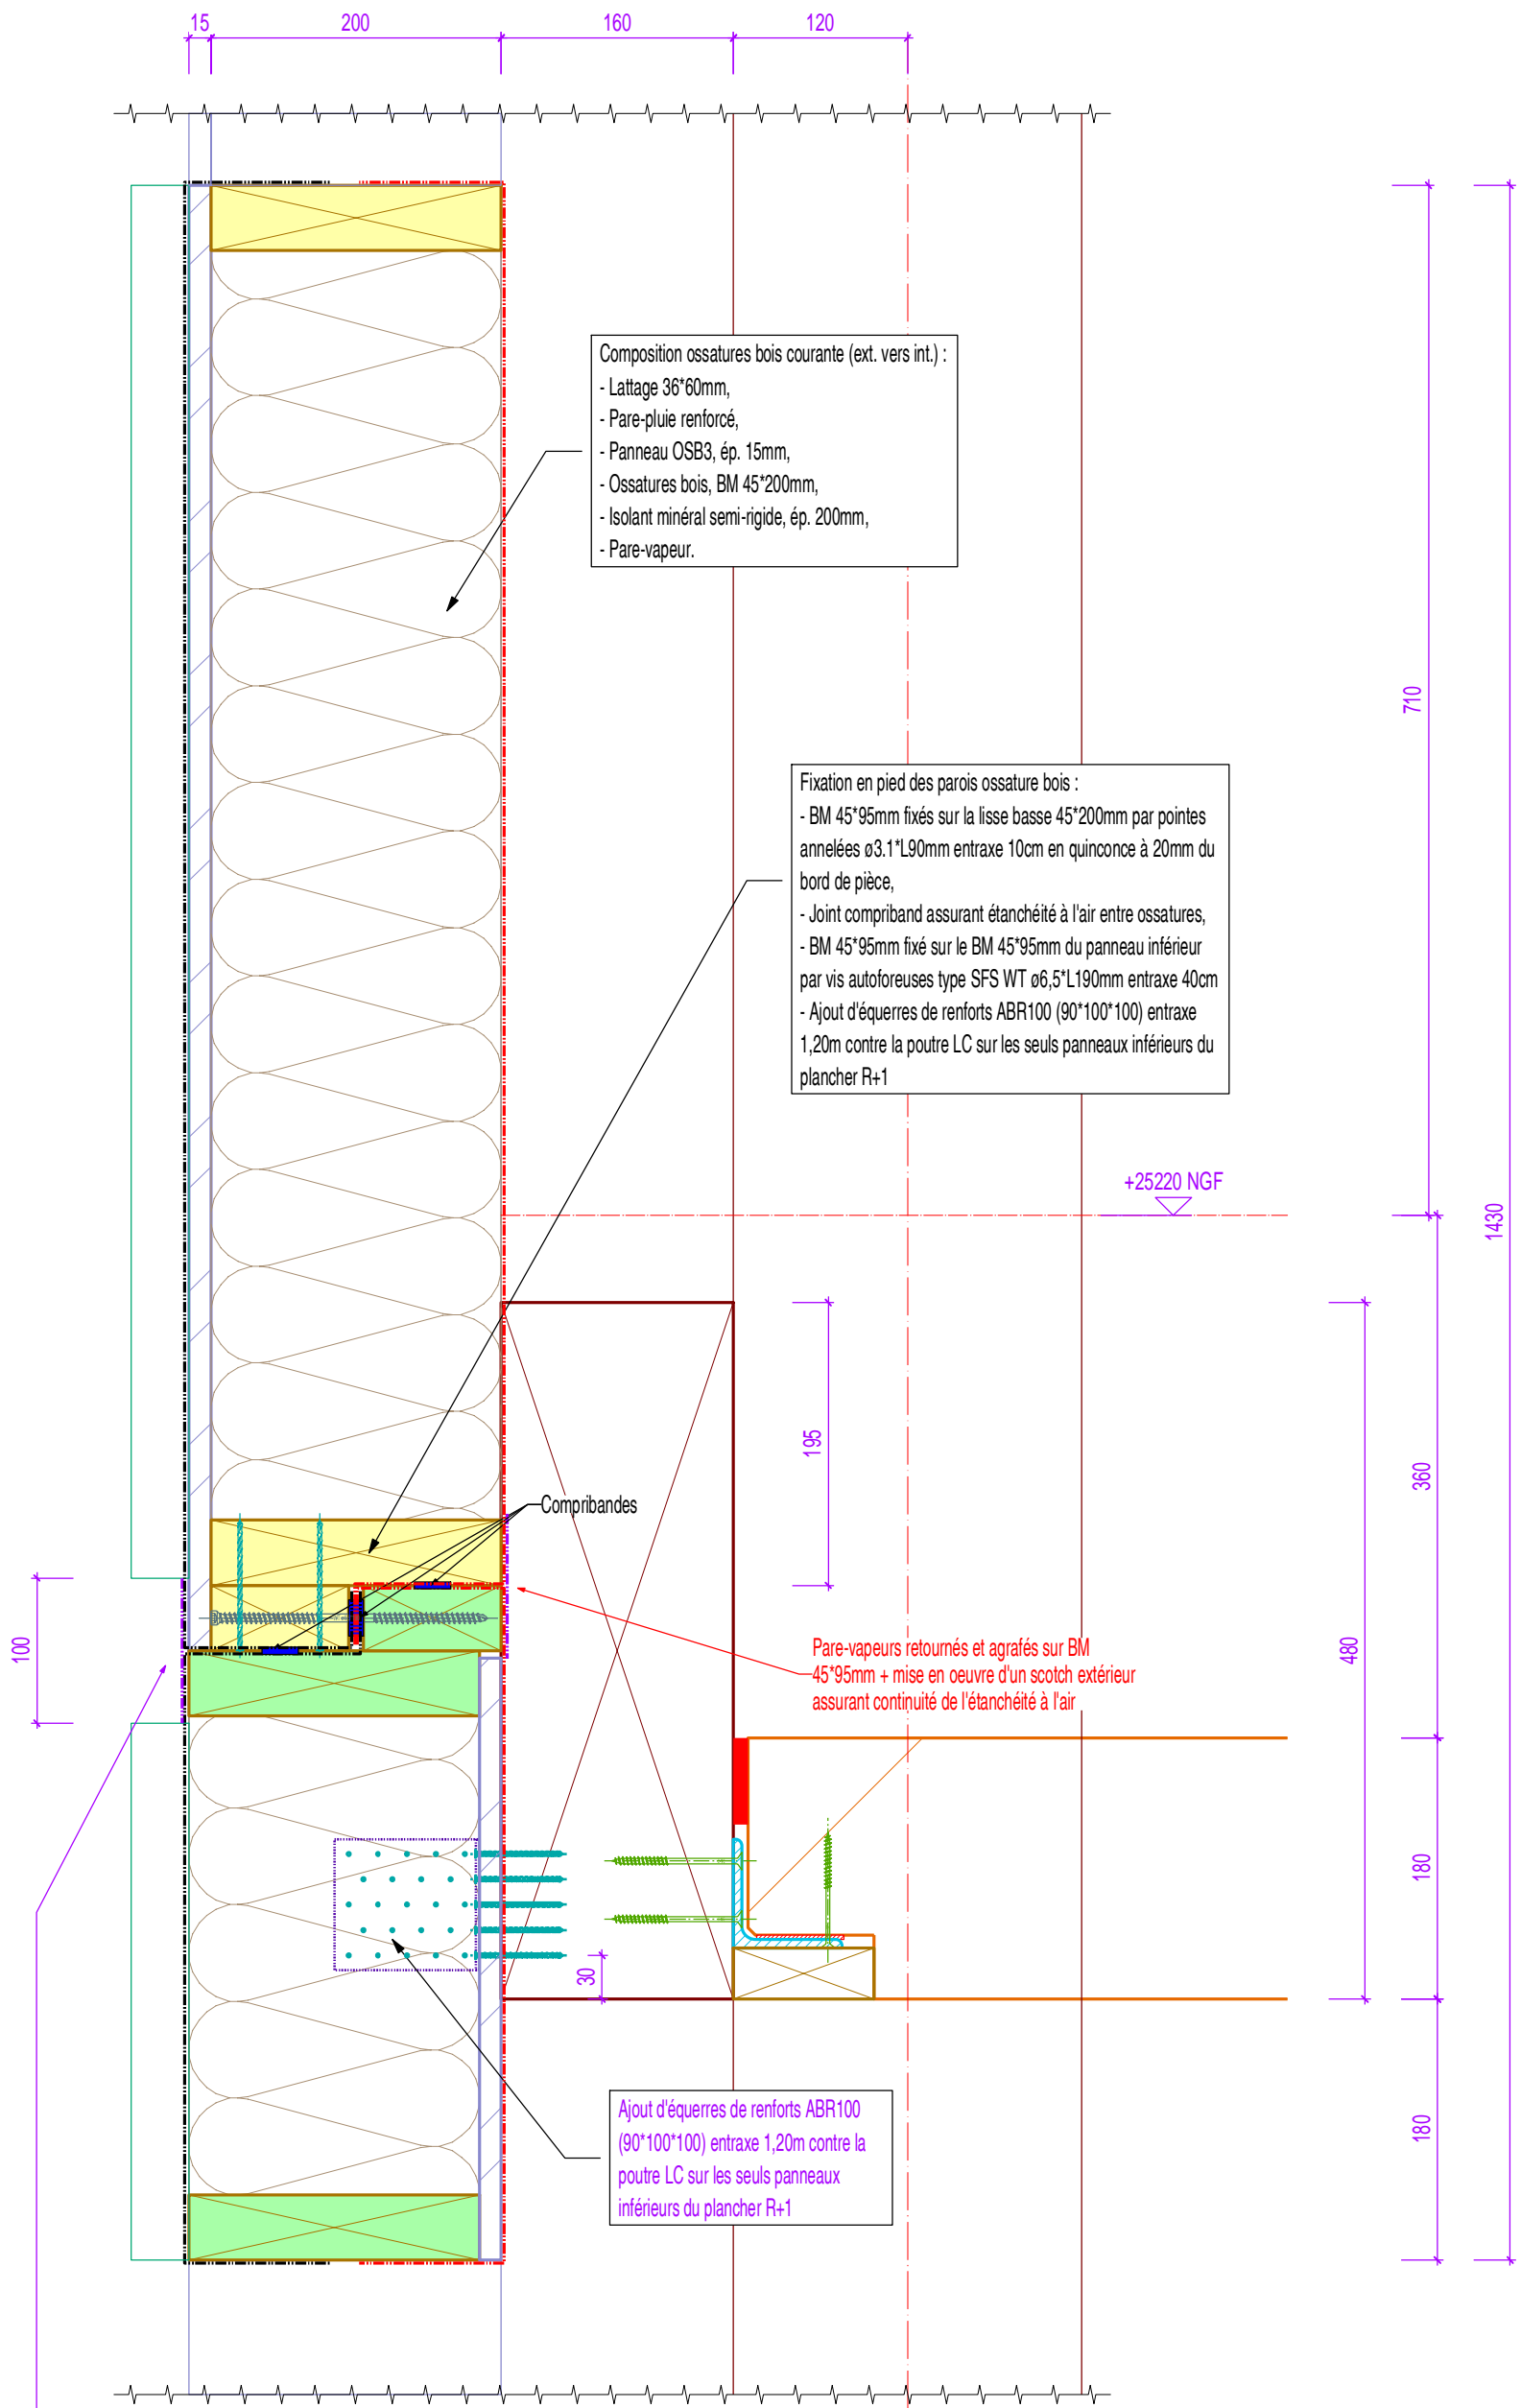 15
200
160
120
Composition ossatures bois courante (ext. vers int.) :
- Lattage 36*60mm,
- Pare-pluie renforcé,
- Panneau OSB3, ép. 15mm,
- Ossatures bois, BM 45*200mm,
- Isolant minéral semi-rigide, ép. 200mm,
- Pare-vapeur.
710
Fixation en pied des parois ossature bois :
- BM 45*95mm fixés sur la lisse basse 45*200mm par pointes
annelées ø3.1*L90mm entraxe 10cm en quinconce à 20mm du
bord de pièce,
- Joint compriband assurant étanchéité à l'air entre ossatures,
- BM 45*95mm fixé sur le BM 45*95mm du panneau inférieur
par vis autoforeuses type SFS WT ø6,5*L190mm entraxe 40cm
- Ajout d'équerres de renforts ABR100 (90*100*100) entraxe
1,20m contre la poutre LC sur les seuls panneaux inférieurs du
plancher R+1
+25220 NGF
1430
195
360
Compribandes
100
480
Pare-vapeurs retournés et agrafés sur BM
45*95mm + mise en oeuvre d'un scotch extérieur
assurant continuité de l'étanchéité à l'air
180
30
Ajout d'équerres de renforts ABR100
(90*100*100) entraxe 1,20m contre la
poutre LC sur les seuls panneaux
inférieurs du plancher R+1
180